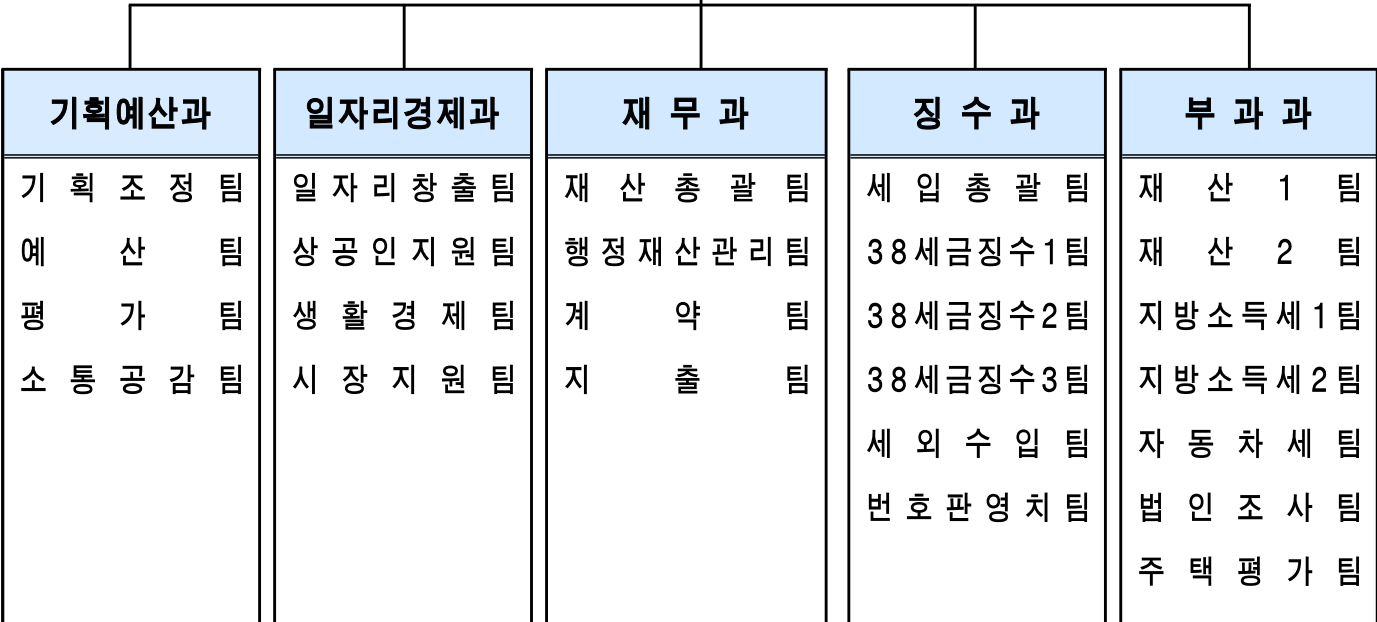 기획예산과
기획조정팀
예산팀
평가팀
소통공감팀
일자리경제과
일자리창출팀
상공인지원팀
생활경제팀
시장지원팀
재무과
재산총괄팀
행정재산관리팀
계약팀
지출팀
징수과
세입총괄팀
38세금징수1팀
38세금징수2팀
38세금징수3팀
세외수입팀
번호판영치팀
부과과
재산1팀
재산2팀
지방소득세1팀
지방소득세2팀
자동차세팀
법인조사팀
주택평가팀